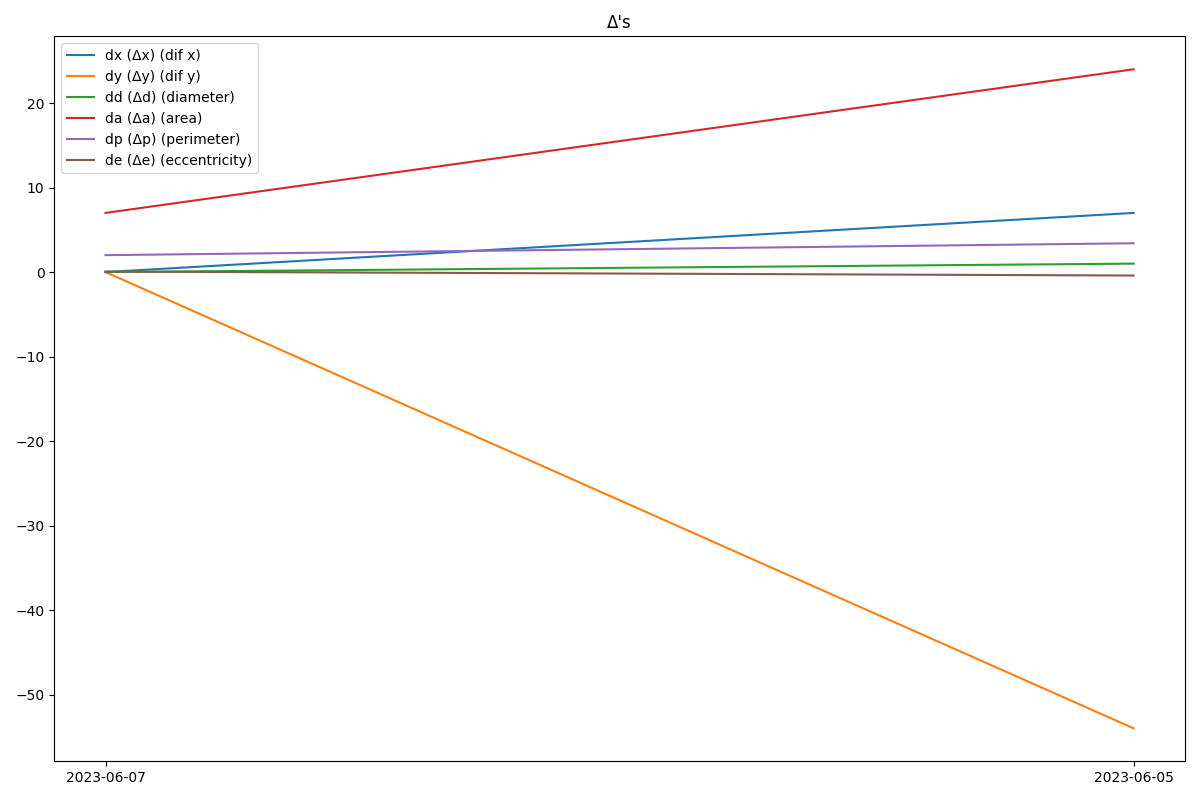 Δ's
dx (Δx) (dif x)
dy (Δy) (dif y)
dd (Δd) (diameter)
da (Δa) (area)
dp (Δp) (perimeter)
de (Δe) (eccentricity)
20
10
0
−10
−20
−30
−40
−50
2023-06-07 2023-06-05